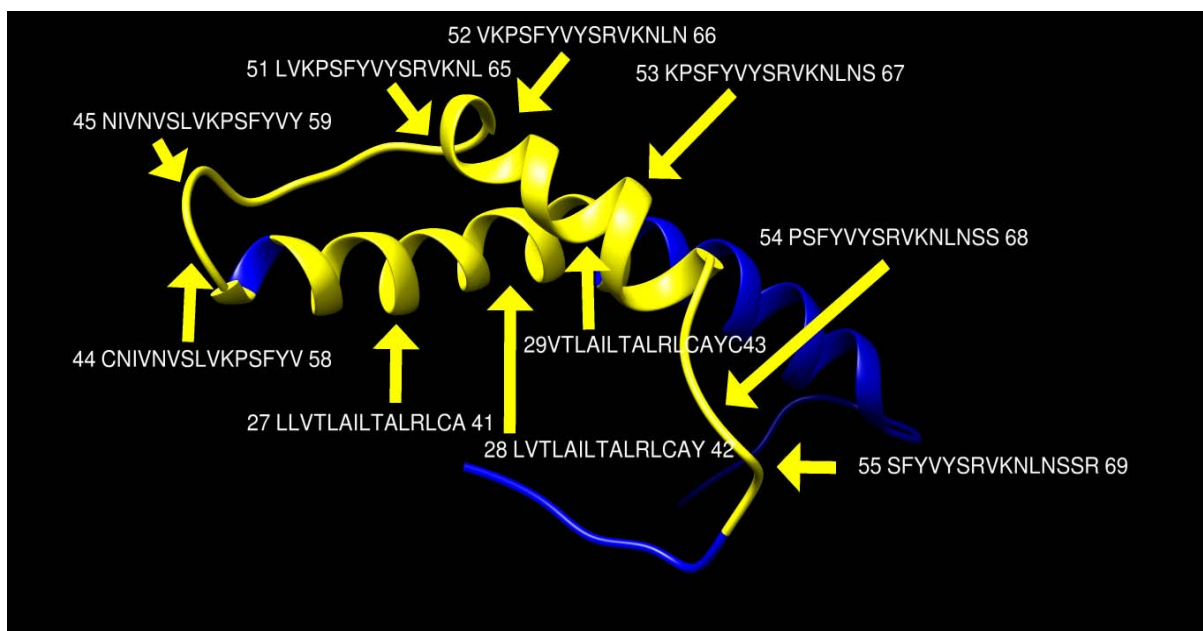 52 VKPSFYVYSRVKNLN 66
51 LVKPSFYVYSRVKNL 65
53 KPSFYVYSRVKNLNS 67
45 NIVNVSLVKPSFYVY 59
54 PSFYVYSRVKNLNSS 68
44 CNIVNVSLVKPSFYV 58
29VTLAILTALRLCAYC43
27 LLVTLAILTALRLCA 41
28 LVTLAILTALRLCAY 42
55 SFYVYSRVKNLNSSR 69